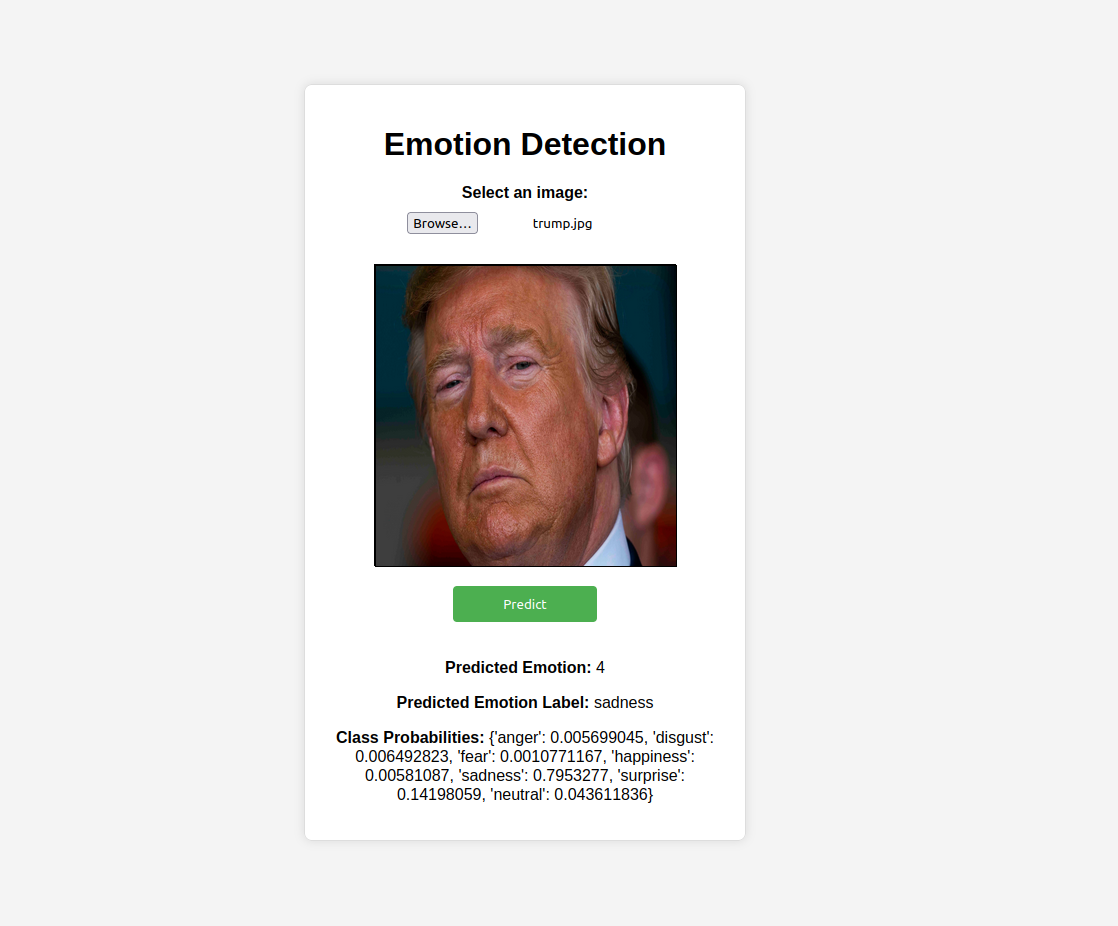 Emotion Detection
Select an image:
Browse... trump.jpg
Predict
Predicted Emotion: 4
Predicted Emotion Label: sadness
Class Probabilities: {'anger': 0.005699045, 'disgust':
0.006492823, 'fear': 0.0010771167, 'happiness':
0.00581087, 'sadness': 0.7953277, 'surprise':
0.14198059, 'neutral': 0.043611836}